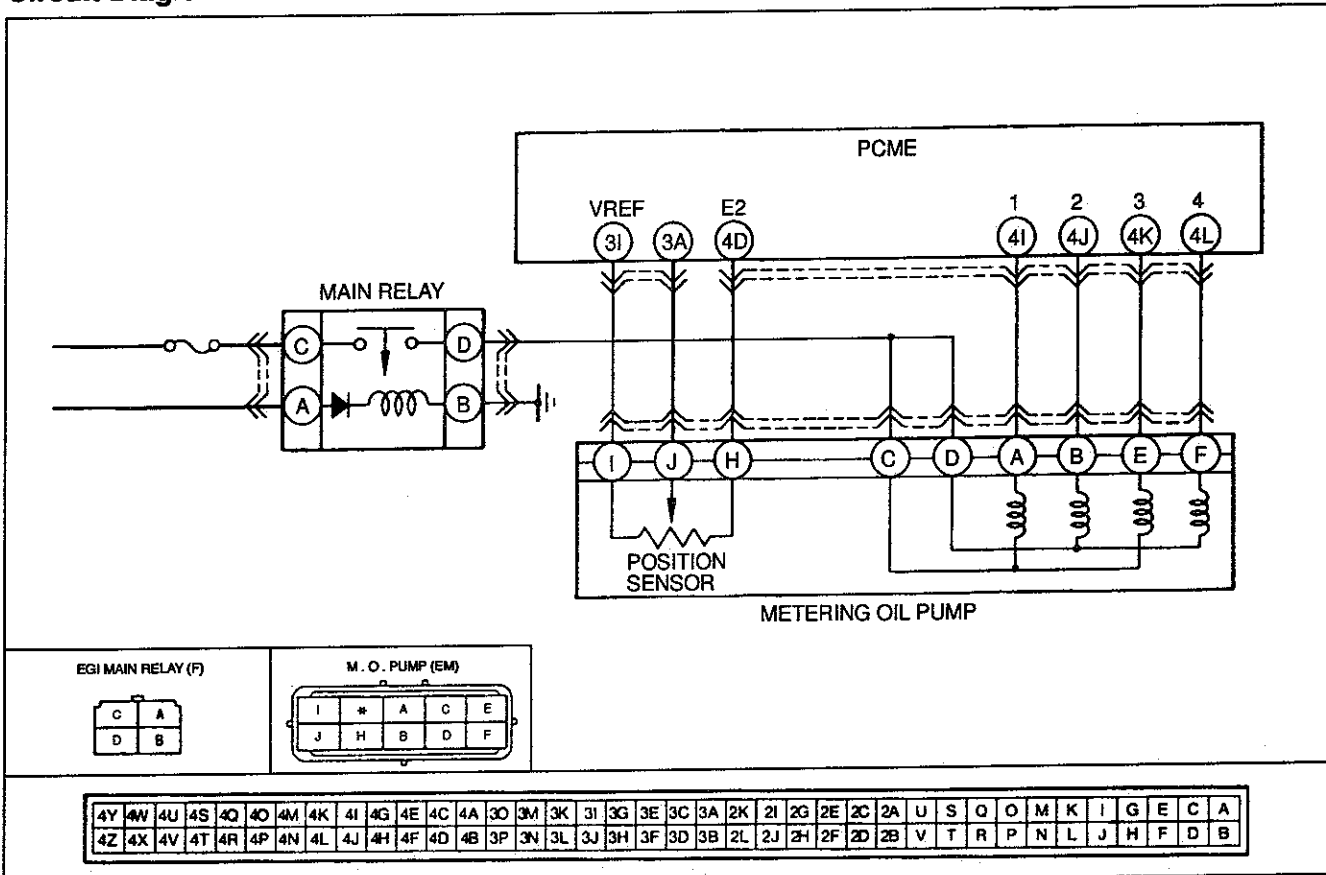 PCME
VREF E2 1 2 3 4
3I 3A 4D 4I 4J 4K 4L
MAIN RELAY
C D
A B
I J H C D A B E F
POSITION
SENSOR
METERING OIL PUMP
EGI MAIN RELAY (F)
C A
D B
M . O . PUMP (EM)
I * A C E
J H B D F
4Y 4W 4U 4S 4Q 4O 4M 4K 4I 4G 4E 4C 4A 3O 3M 3K 3I 3G 3E 3C 3A 2K 2I 2G 2E 2C 2A U S Q O M K I G E C A
4Z 4X 4V 4T 4R 4P 4N 4L 4J 4H 4F 4D 4B 3P 3N 3L 3J 3H 3F 3D 3B 2L 2J 2H 2F 2D 2B V T R P N L J H F D B